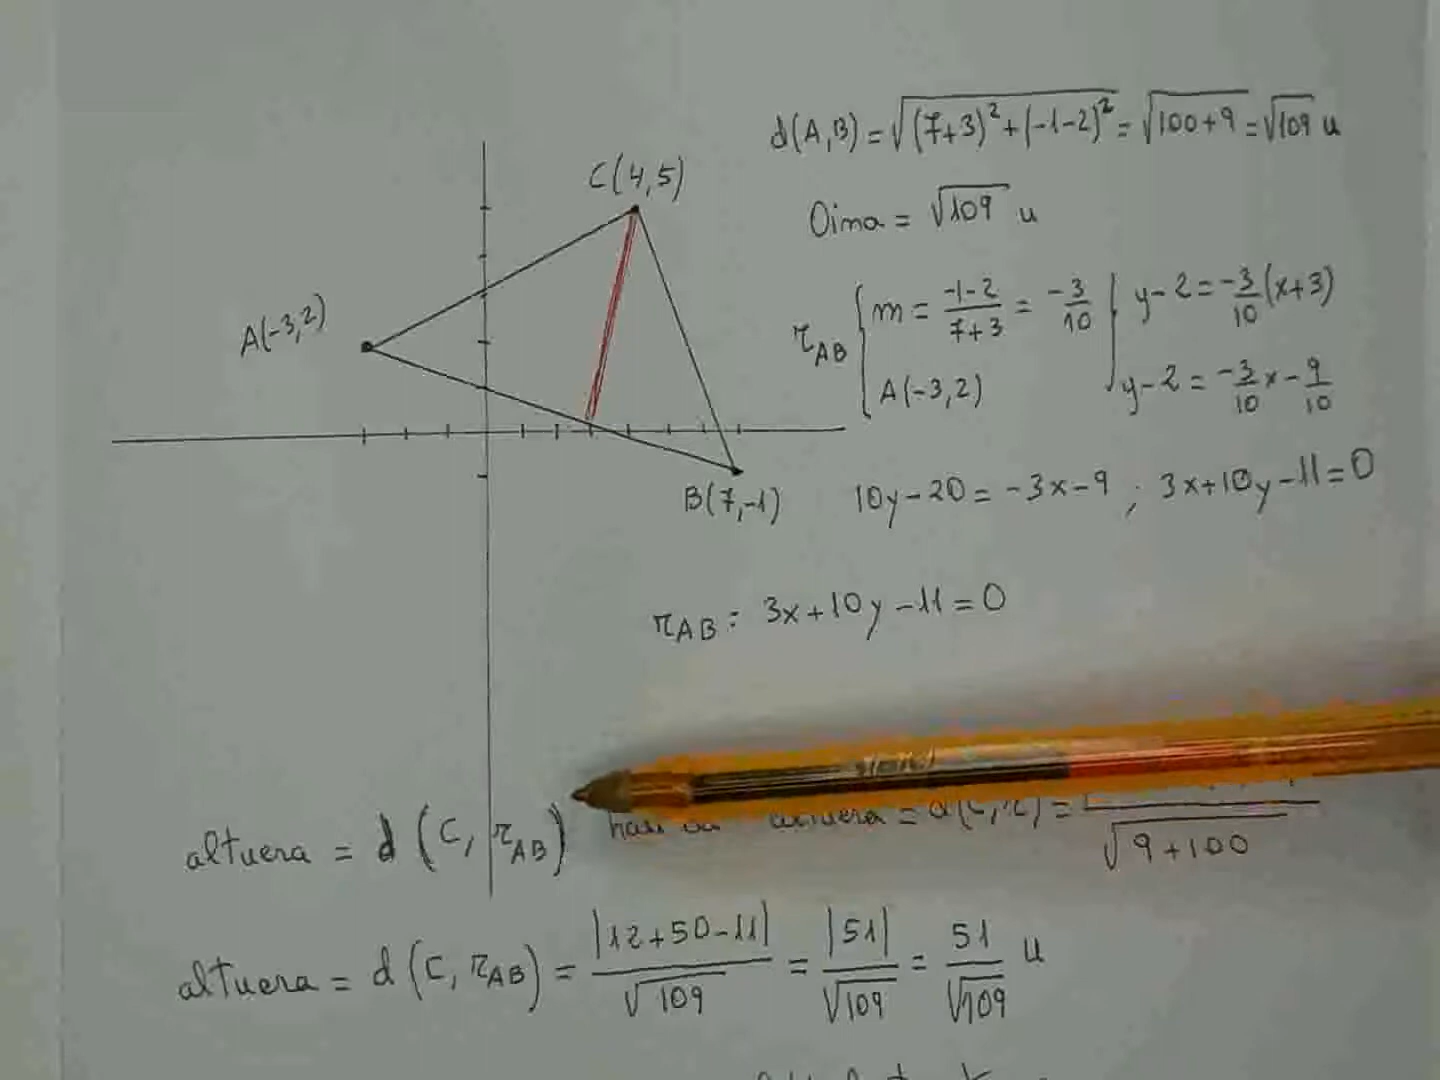 d(A,B) = √((7+3)² + (-1-2)²) = √(100+9) = √109 u
C(4,5)
Oina = √109 u
A(-3,2)
r_AB { m = (-1-2)/(7+3) = -3/10 } y-2 = -3/10 (x+3)
A(-3,2) y-2 = -3/10 x - 9/10
B(7,-1)
10y-20 = -3x-9 ; 3x+10y-11=0
r_AB : 3x+10y-11=0
altuera = d(C, r_AB)
altuera = d(C, r) = √(9+100)
altuera = d(C, r_AB) = |12+50-11|/√109 = |51|/√109 = 51/√109 u